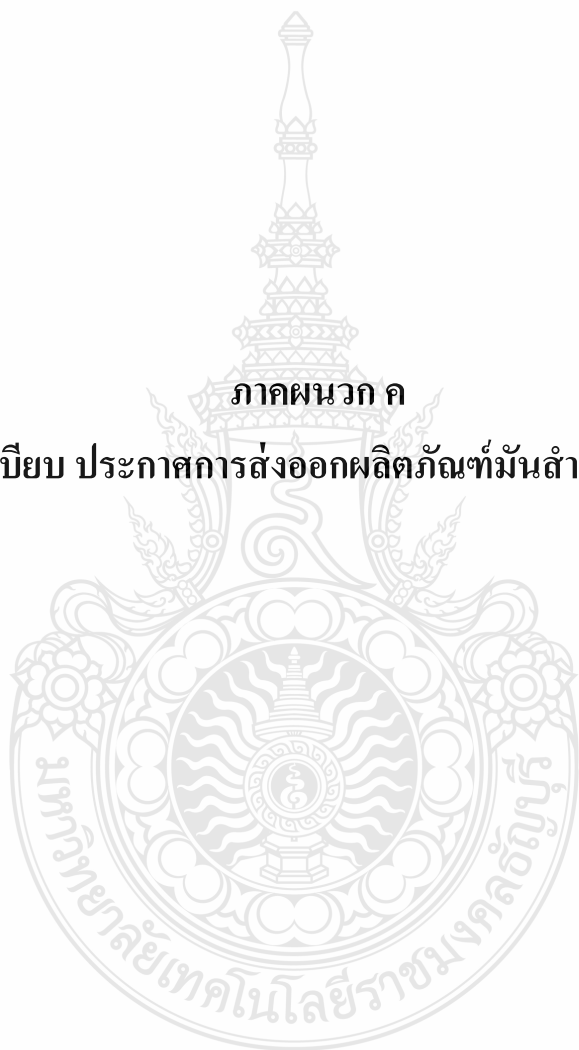 ภาคผนวก ค
บียบ ประกาศการส่งออกผลิตภัณฑ์มันสำ
มหาวิทยาลัยเทคโนโลยีราชมงคลธัญบุรี